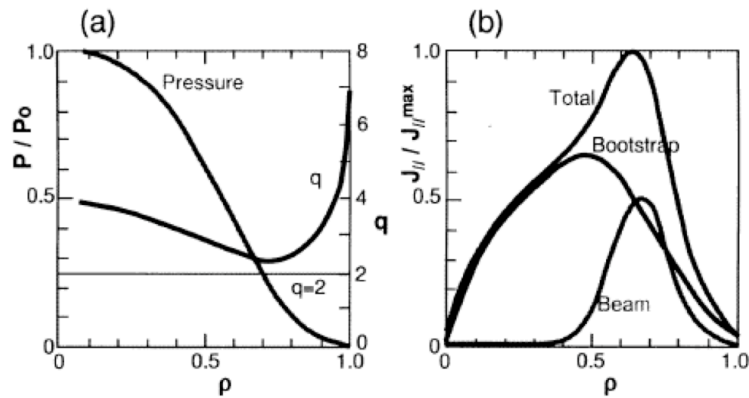 (a)
1.0
0.5
0
P / Po
Pressure
q
q=2
8
6
4
2
0
q
0
0.5
1.0
ρ
(b)
1.0
0.5
0
J// / J//max
Total
Bootstrap
Beam
0
0.5
1.0
ρ